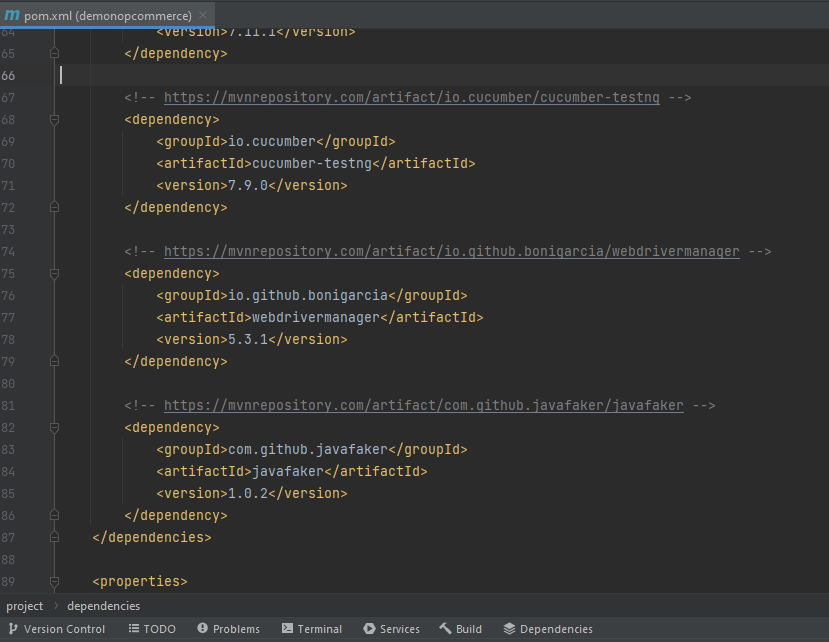 m pom.xml (demonopcommerce) ×
64 <version>7.11.1</version>
65 </dependency>
66
67 <!-- https://mvnrepository.com/artifact/io.cucumber/cucumber-testng -->
68 <dependency>
69 <groupId>io.cucumber</groupId>
70 <artifactId>cucumber-testng</artifactId>
71 <version>7.9.0</version>
72 </dependency>
73
74 <!-- https://mvnrepository.com/artifact/io.github.bonigarcia/webdrivermanager -->
75 <dependency>
76 <groupId>io.github.bonigarcia</groupId>
77 <artifactId>webdrivermanager</artifactId>
78 <version>5.3.1</version>
79 </dependency>
80
81 <!-- https://mvnrepository.com/artifact/com.github.javafaker/javafaker -->
82 <dependency>
83 <groupId>com.github.javafaker</groupId>
84 <artifactId>javafaker</artifactId>
85 <version>1.0.2</version>
86 </dependency>
87 </dependencies>
88
89 <properties>
project › dependencies
Version Control TODO Problems Terminal Services Build Dependencies